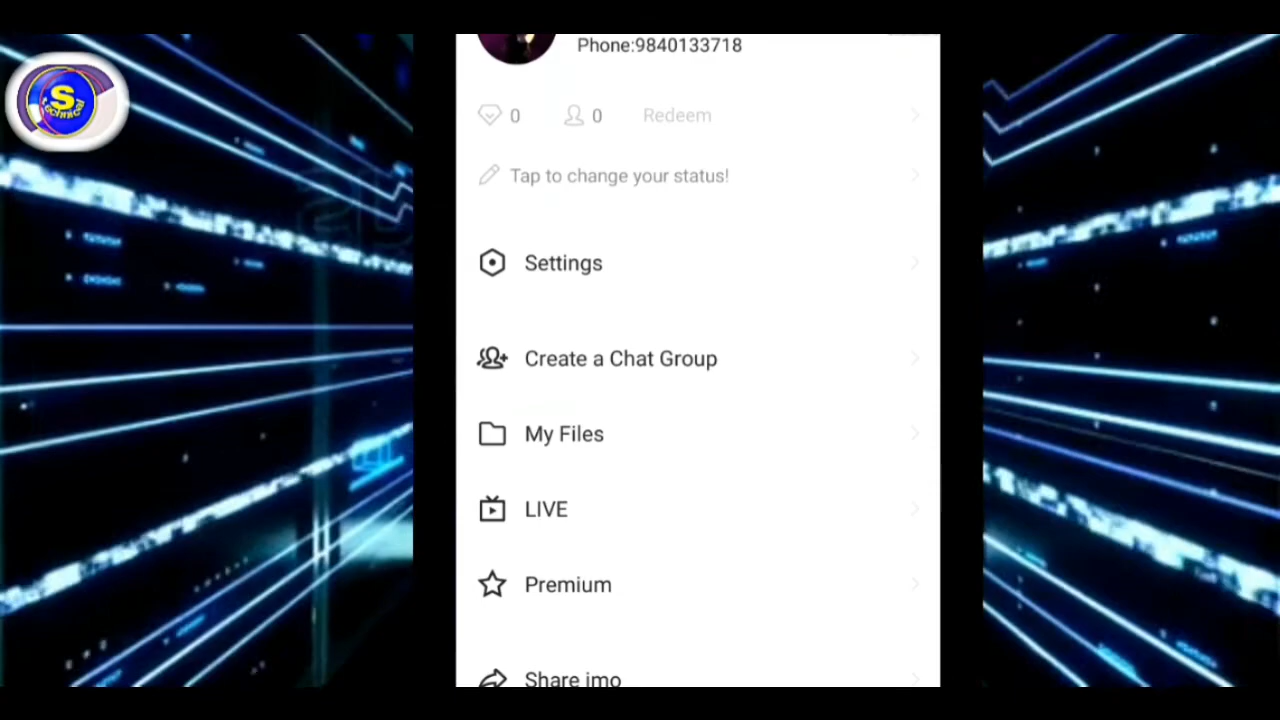 S
technical
Phone:9840133718
0 0 Redeem
Tap to change your status!
Settings
Create a Chat Group
My Files
LIVE
Premium
Share imo